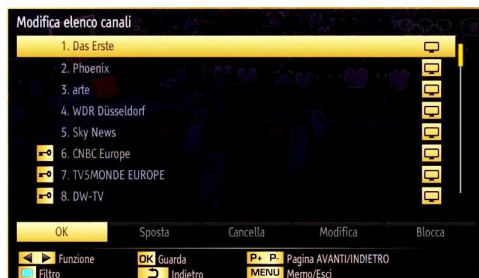 Modifica elenco canali
1. Das Erste
2. Phoenix
3. arte
4. WDR Düsseldorf
5. Sky News
6. CNBC Europe
7. TV5MONDE EUROPE
8. DW-TV
OK Sposta Cancella Modifica Blocca
Funzione OK Guarda P+ P- Pagina AVANTI/INDIETRO
Filtro Indietro MENU Memo/Esci